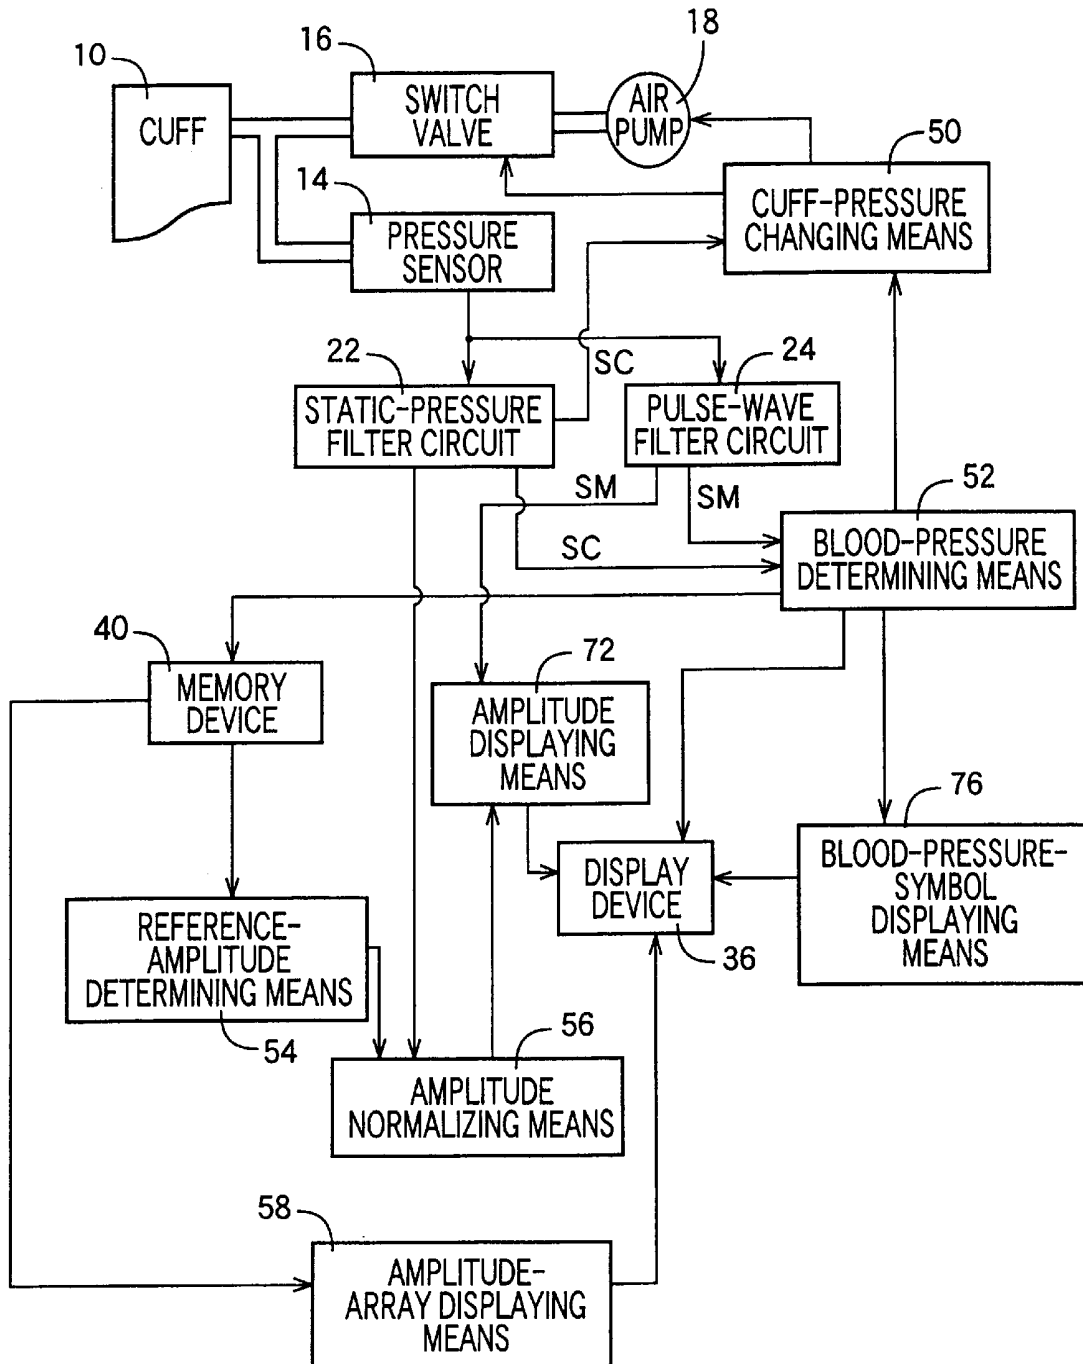 10
CUFF
16
SWITCH
VALVE
18
AIR
PUMP
50
CUFF-PRESSURE
CHANGING MEANS
14
PRESSURE
SENSOR
22
STATIC-PRESSURE
FILTER CIRCUIT
SC
24
PULSE-WAVE
FILTER CIRCUIT
SM
SM
SC
52
BLOOD-PRESSURE
DETERMINING MEANS
40
MEMORY
DEVICE
72
AMPLITUDE
DISPLAYING
MEANS
DISPLAY
DEVICE
36
76
BLOOD-PRESSURE-
SYMBOL
DISPLAYING
MEANS
REFERENCE-
AMPLITUDE
DETERMINING MEANS
54
56
AMPLITUDE
NORMALIZING MEANS
58
AMPLITUDE-
ARRAY DISPLAYING
MEANS